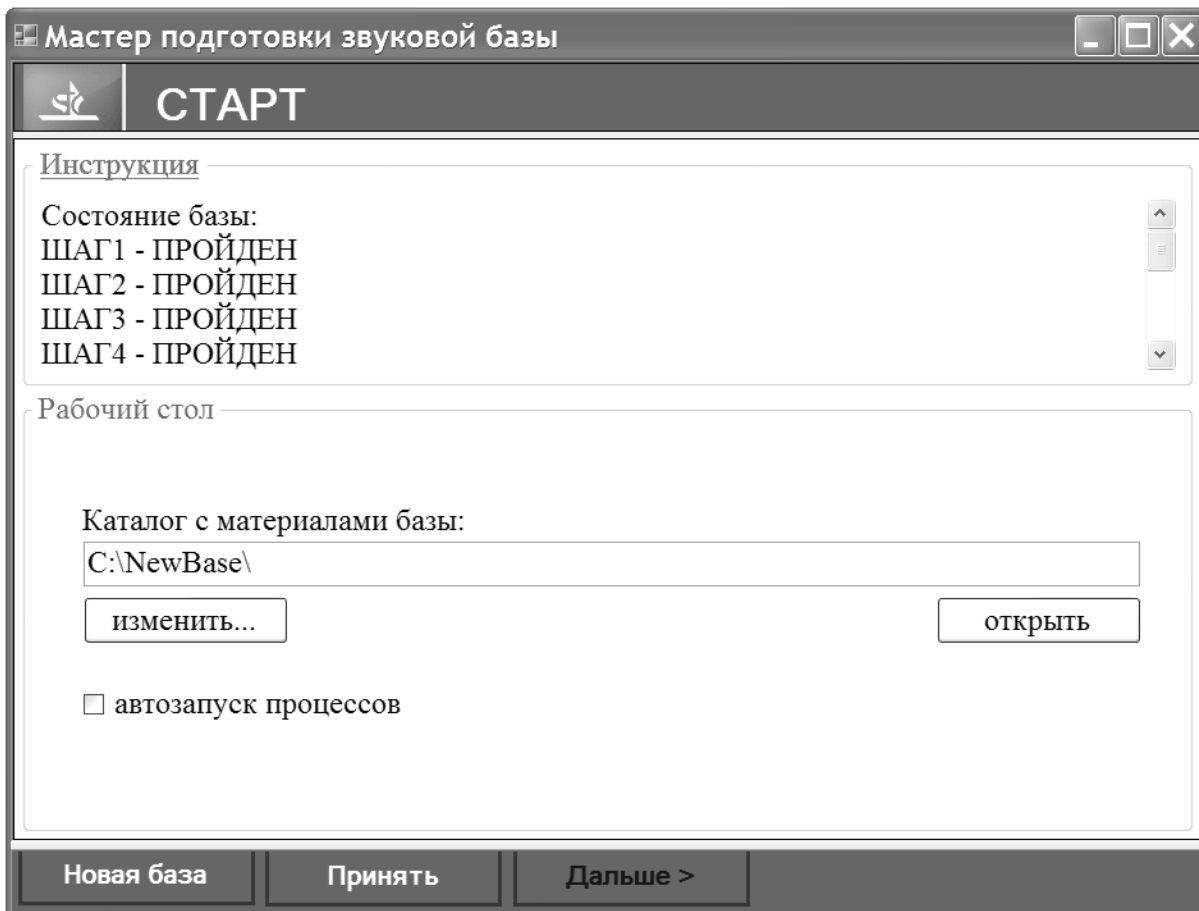 Мастер подготовки звуковой базы
СТАРТ
Инструкция
Состояние базы:
ШАГ1 - ПРОЙДЕН
ШАГ2 - ПРОЙДЕН
ШАГ3 - ПРОЙДЕН
ШАГ4 - ПРОЙДЕН
Рабочий стол
Каталог с материалами базы:
C:\NewBase\
изменить... открыть
автозапуск процессов
Новая база Принять Дальше >